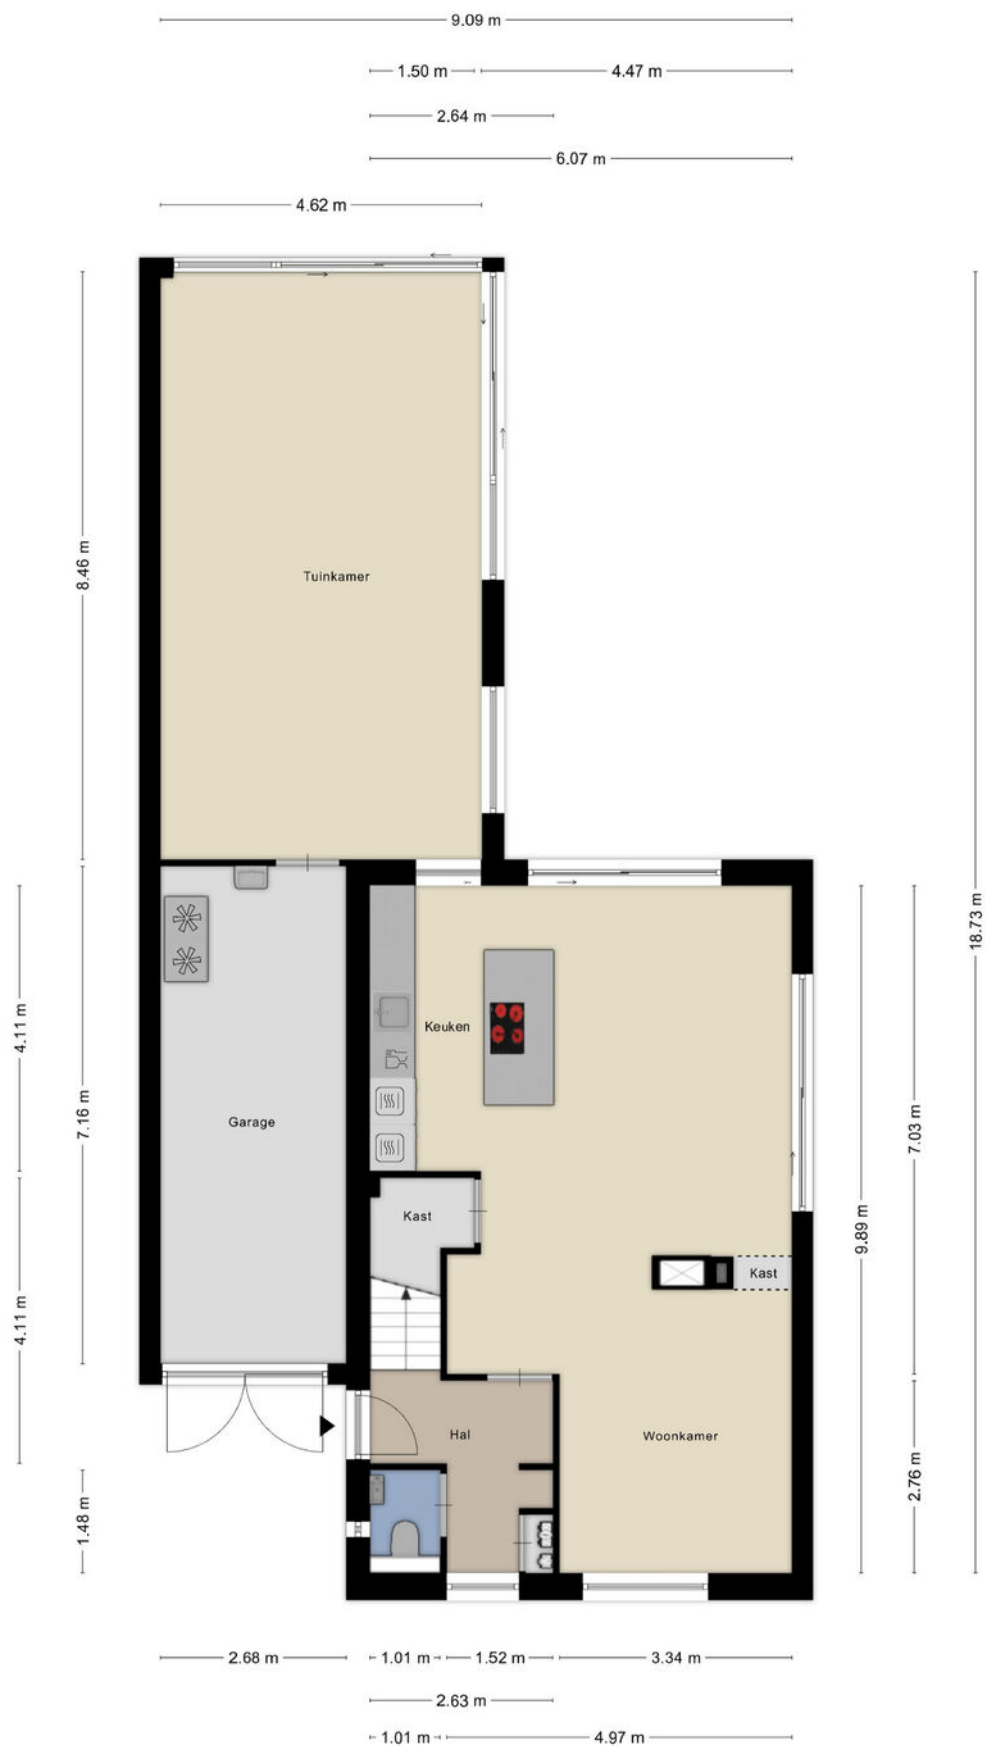 9.09 m
1.50 m
4.47 m
2.64 m
6.07 m
4.62 m
8.46 m
Tuinkamer
18.73 m
4.11 m
Keuken
7.16 m
Garage
7.03 m
Kast
9.89 m
Kast
4.11 m
Hal
Woonkamer
2.76 m
1.48 m
2.68 m
1.01 m
1.52 m
3.34 m
2.63 m
1.01 m
4.97 m